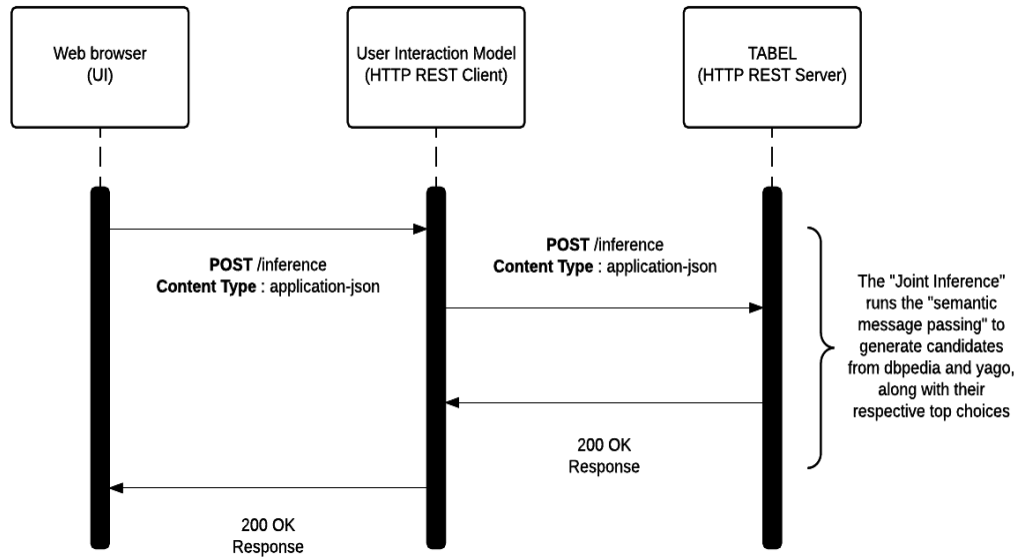 Web browser
(UI)
User Interaction Model
(HTTP REST Client)
TABEL
(HTTP REST Server)
POST /inference
Content Type : application-json
POST /inference
Content Type : application-json
The "Joint Inference"
runs the "semantic
message passing" to
generate candidates
from dbpedia and yago,
along with their
respective top choices
200 OK
Response
200 OK
Response